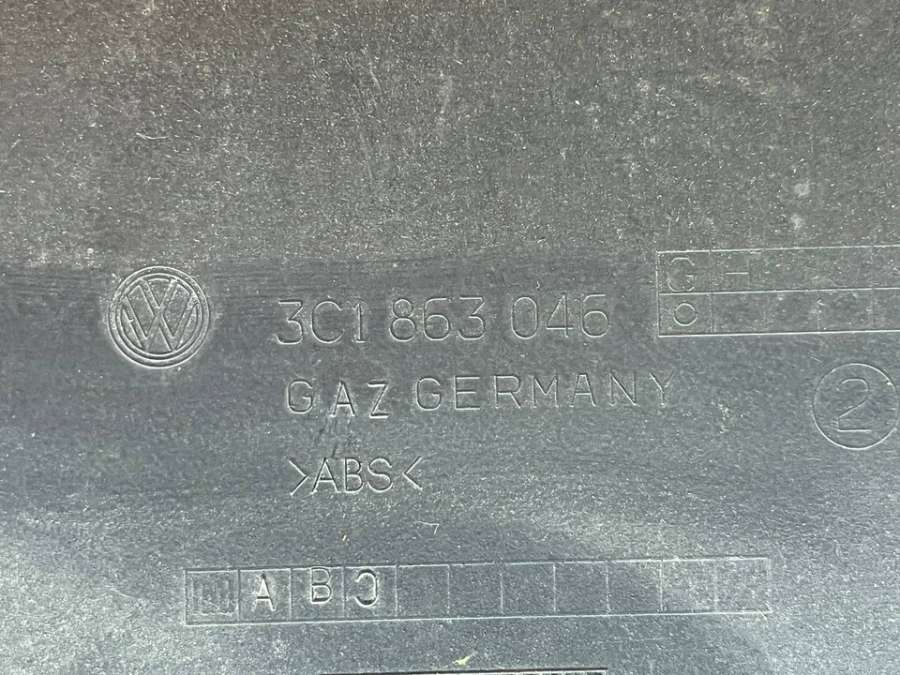 G H
3C1 863 046
GAZ GERMANY
2
>ABS<
A B C